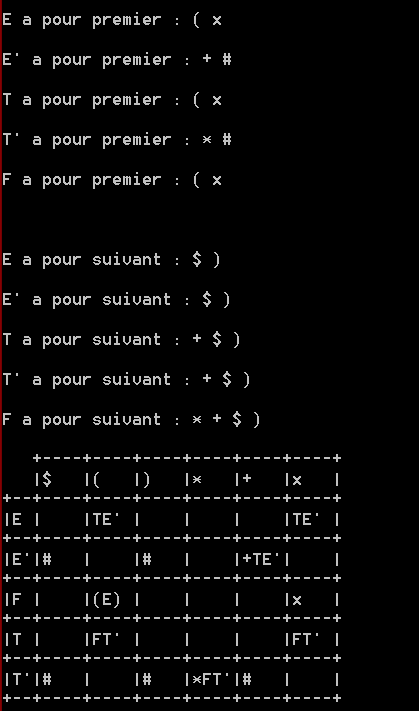 E a pour premier : ( x
E' a pour premier : + #
T a pour premier : ( x
T' a pour premier : * #
F a pour premier : ( x
E a pour suivant : $ )
E' a pour suivant : $ )
T a pour suivant : + $ )
T' a pour suivant : + $ )
F a pour suivant : * + $ )
   +----+----+----+----+----+----+
   |$   |(   |)   |*   |+   |x   |
+--+----+----+----+----+----+----+
|E |    |TE' |    |    |    |TE' |
+--+----+----+----+----+----+----+
|E'|#   |    |#   |    |+TE'|    |
+--+----+----+----+----+----+----+
|F |    |(E) |    |    |    |x   |
+--+----+----+----+----+----+----+
|T |    |FT' |    |    |    |FT' |
+--+----+----+----+----+----+----+
|T'|#   |    |#   |*FT'|#   |    |
+--+----+----+----+----+----+----+